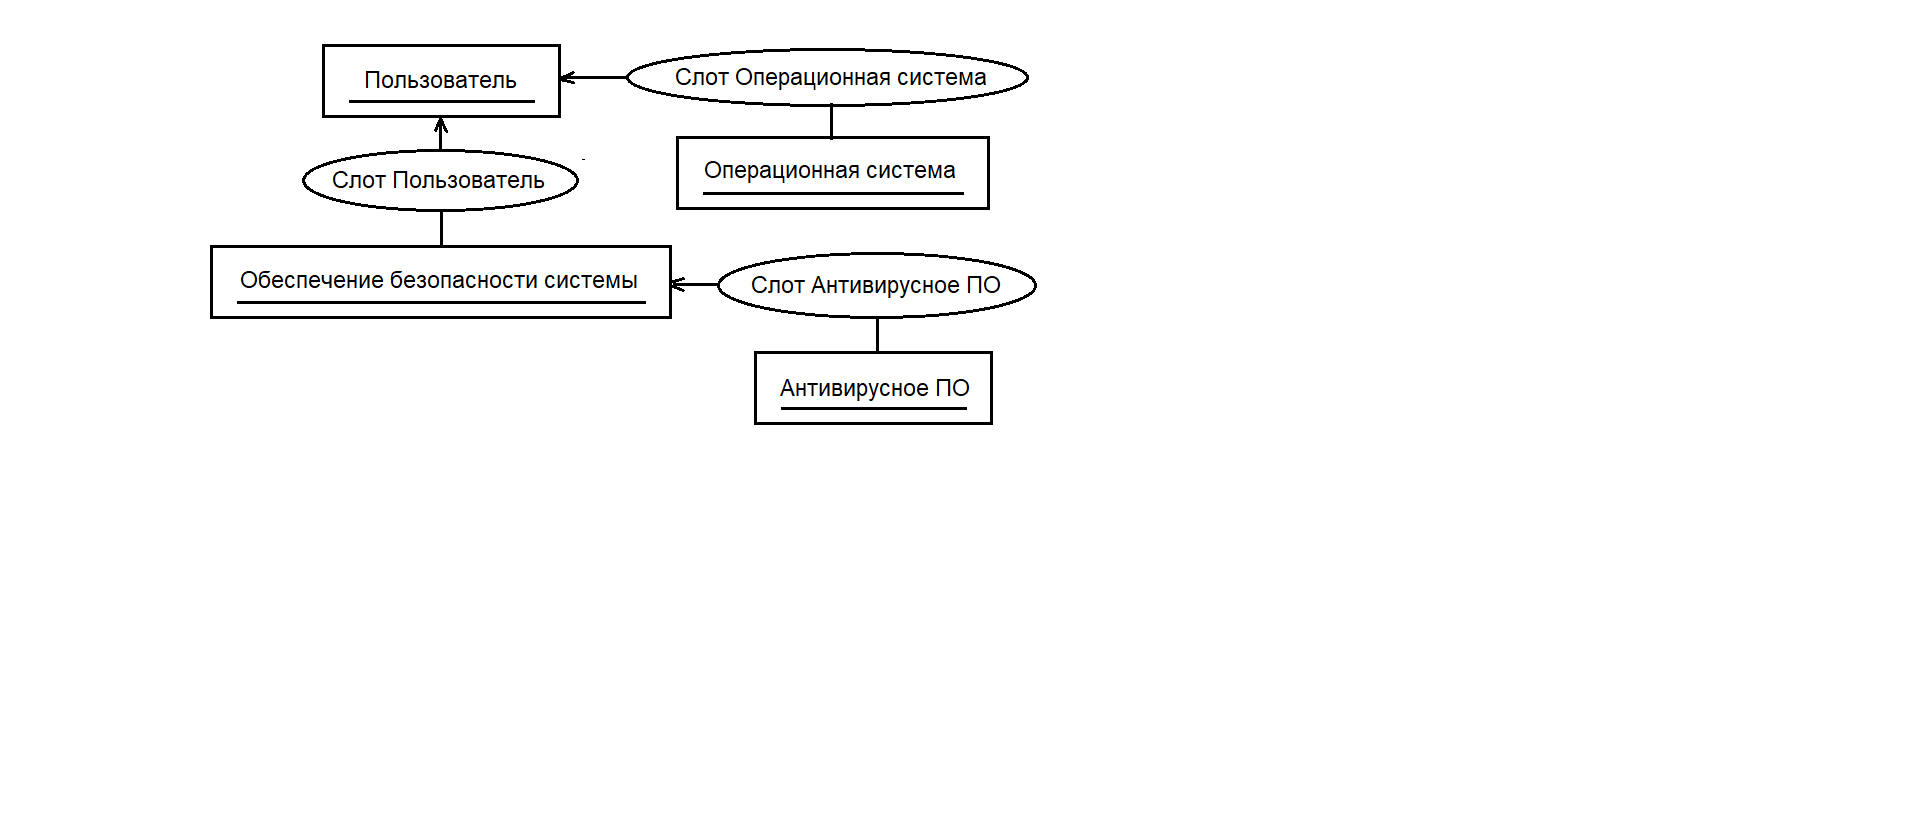 Пользователь
Слот Операционная система
Слот Пользователь
Операционная система
Обеспечение безопасности системы
Слот Антивирусное ПО
Антивирусное ПО